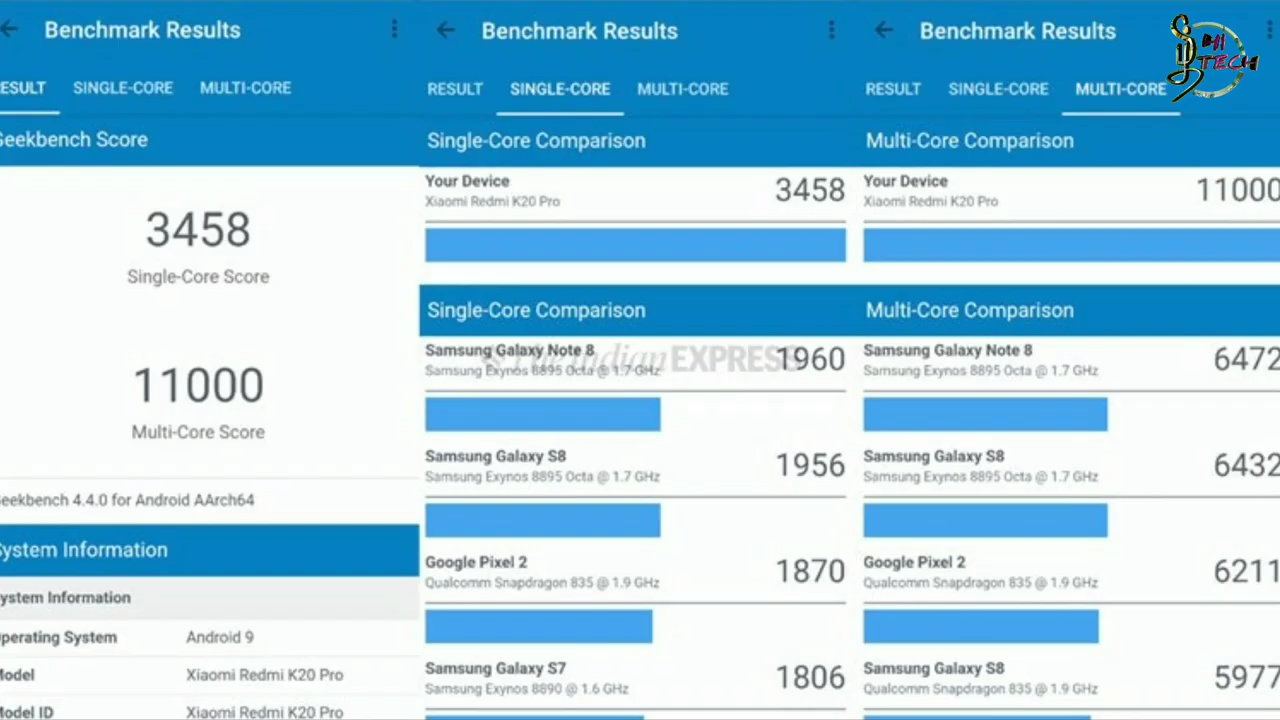 Benchmark Results
RESULT SINGLE-CORE MULTI-CORE
Geekbench Score
3458
Single-Core Score
11000
Multi-Core Score
Geekbench 4.4.0 for Android AArch64
System Information
System Information
Operating System Android 9
Model Xiaomi Redmi K20 Pro
Model ID Xiaomi Redmi K20 Pro
Benchmark Results
RESULT SINGLE-CORE MULTI-CORE
Single-Core Comparison
Your Device 3458
Xiaomi Redmi K20 Pro
Single-Core Comparison
The Indian EXPRESS
Samsung Galaxy Note 8 1960
Samsung Exynos 8895 Octa @ 1.7 GHz
Samsung Galaxy S8 1956
Samsung Exynos 8895 Octa @ 1.7 GHz
Google Pixel 2 1870
Qualcomm Snapdragon 835 @ 1.9 GHz
Samsung Galaxy S7 1806
Samsung Exynos 8890 @ 1.6 GHz
Benchmark Results
RESULT SINGLE-CORE MULTI-CORE
Multi-Core Comparison
Your Device 11000
Xiaomi Redmi K20 Pro
Multi-Core Comparison
Samsung Galaxy Note 8 6472
Samsung Exynos 8895 Octa @ 1.7 GHz
Samsung Galaxy S8 6432
Samsung Exynos 8895 Octa @ 1.7 GHz
Google Pixel 2 6211
Qualcomm Snapdragon 835 @ 1.9 GHz
Samsung Galaxy S8 5977
Qualcomm Snapdragon 835 @ 1.9 GHz
TECH